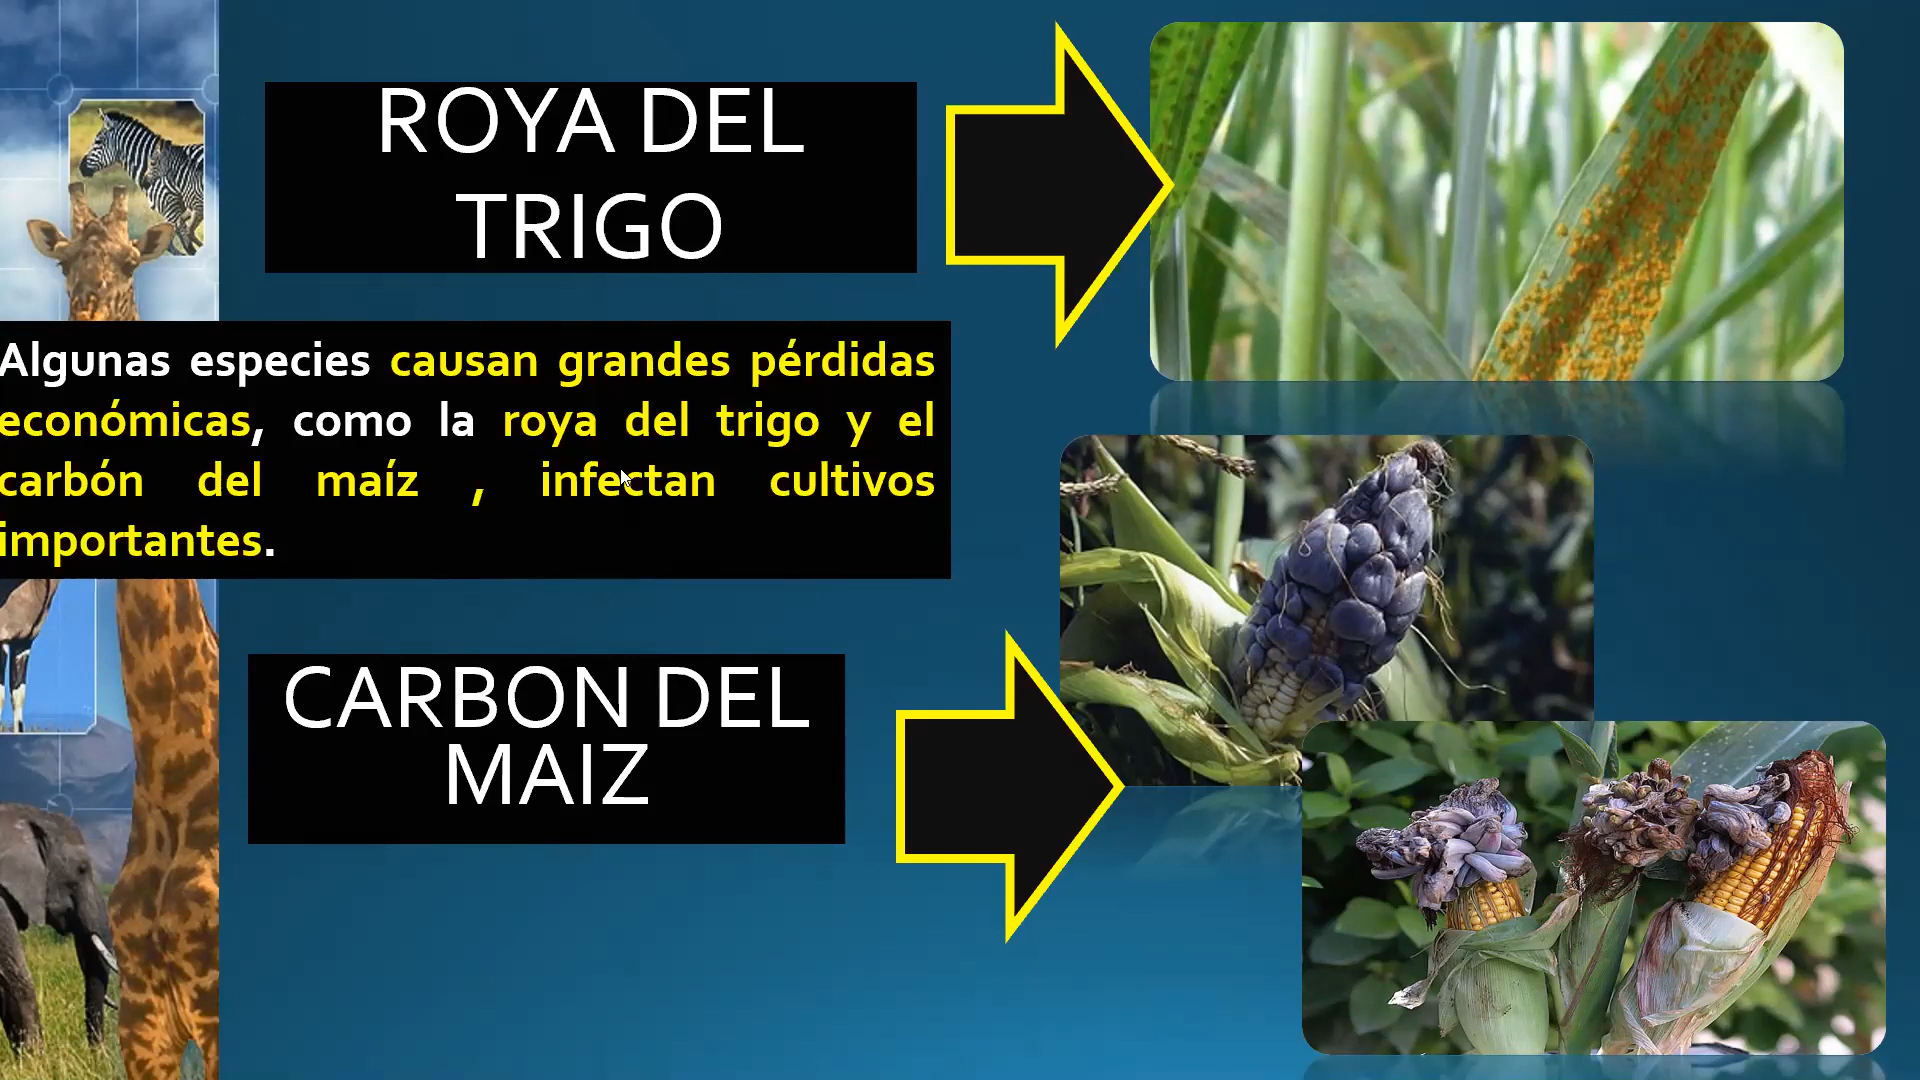 ROYA DEL
TRIGO
Algunas especies causan grandes pérdidas
económicas, como la roya del trigo y el
carbón del maíz , infectan cultivos
importantes.
CARBON DEL
MAIZ